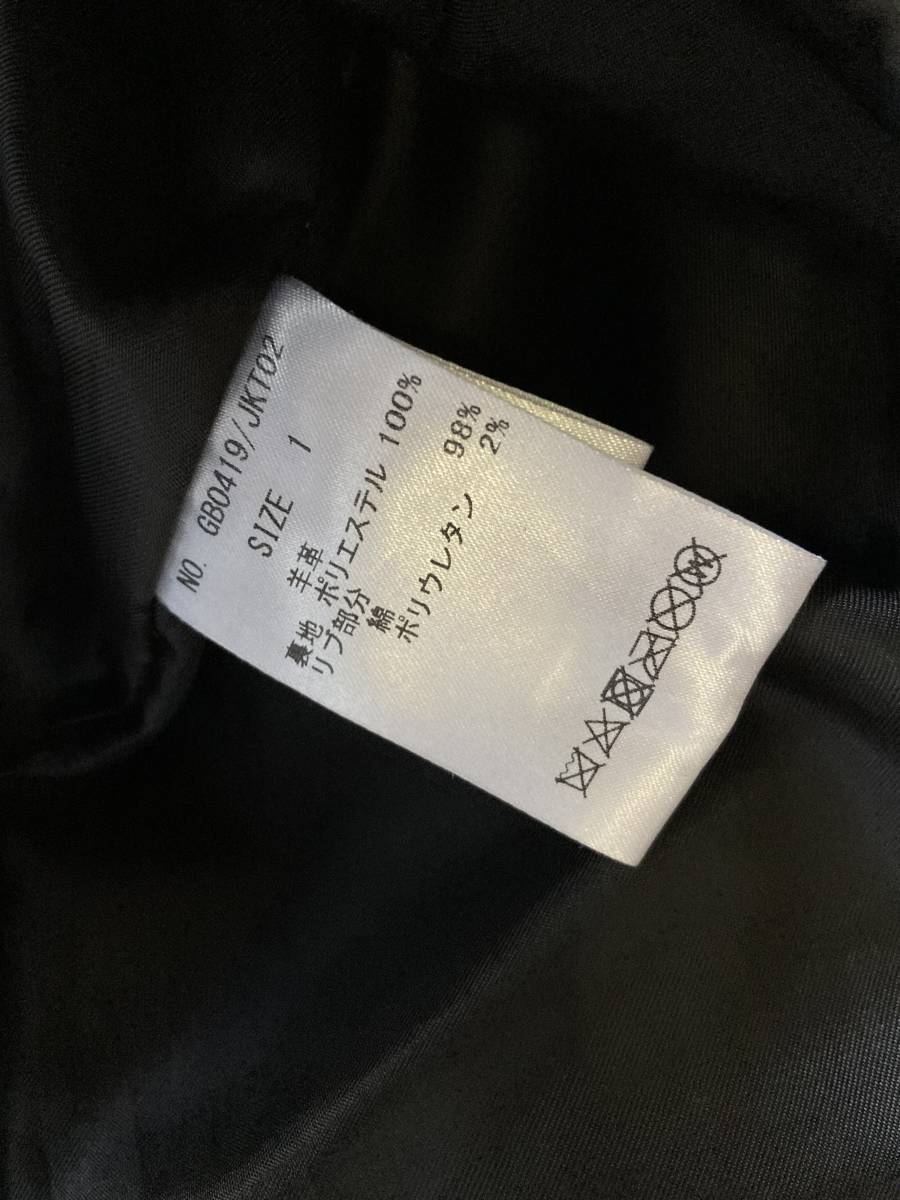 NO. GB0419/JKT02
SIZE 1
羊革
裏地 ポリエステル 100%
リブ部分
綿 98%
ポリウレタン 2%
W